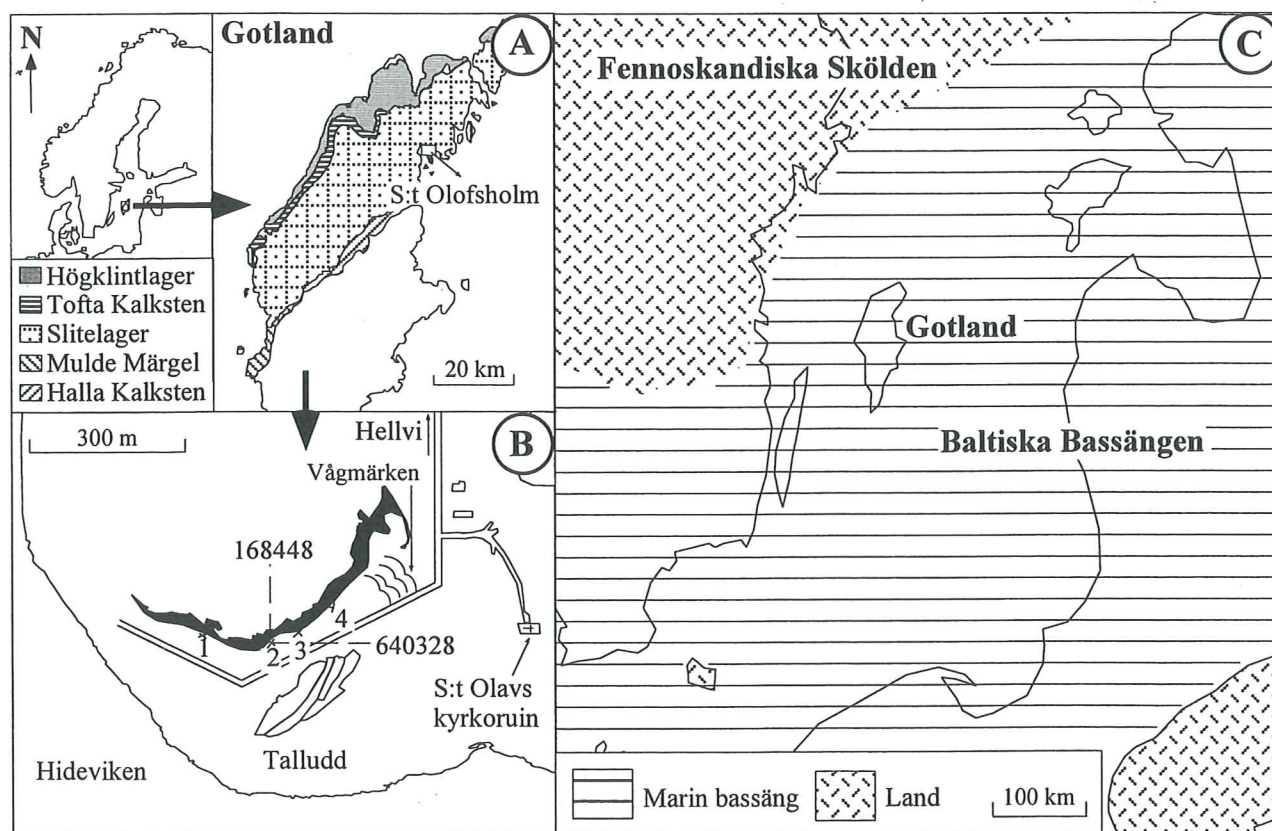 N
Gotland
A
S:t Olofsholm
20 km
Högklintlager
Tofta Kalksten
Slitelager
Mulde Märgel
Halla Kalksten
300 m
Hellvi
B
Vågmärken
168448
1
2
3
4
640328
S:t Olavs
kyrkoruin
Talludd
Hideviken
C
Fennoskandiska Skölden
Gotland
Baltiska Bassängen
Marin bassäng
Land
100 km